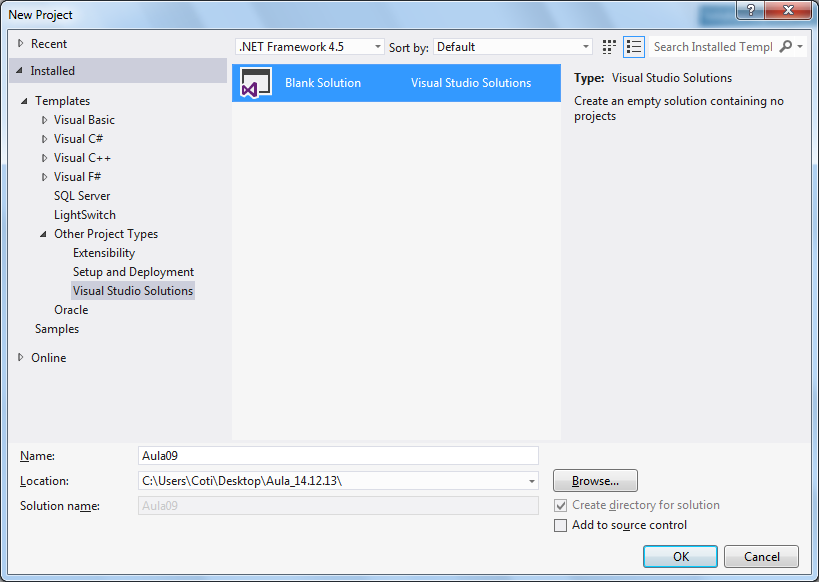 New Project
Recent
Installed
Templates
Visual Basic
Visual C#
Visual C++
Visual F#
SQL Server
LightSwitch
Other Project Types
Extensibility
Setup and Deployment
Visual Studio Solutions
Oracle
Samples
Online
.NET Framework 4.5
Sort by: Default
Search Installed Templ
Blank Solution Visual Studio Solutions
Type: Visual Studio Solutions
Create an empty solution containing no
projects
Name: Aula09
Location: C:\Users\Coti\Desktop\Aula_14.12.13\
Browse...
Solution name: Aula09
Create directory for solution
Add to source control
OK
Cancel